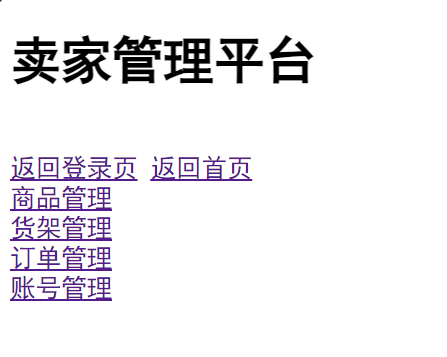 卖家管理平台
返回登录页 返回首页
商品管理
货架管理
订单管理
账号管理